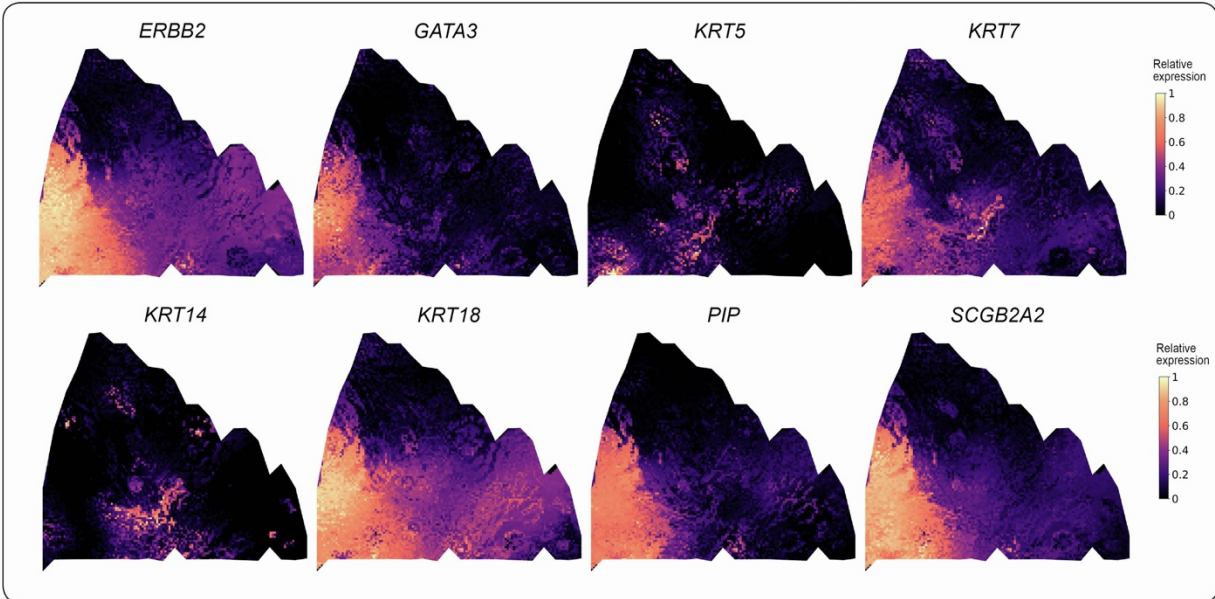 ERBB2 GATA3 KRT5 KRT7
Relative
expression
1
0.8
0.6
0.4
0.2
0
KRT14 KRT18 PIP SCGB2A2
Relative
expression
1
0.8
0.6
0.4
0.2
0